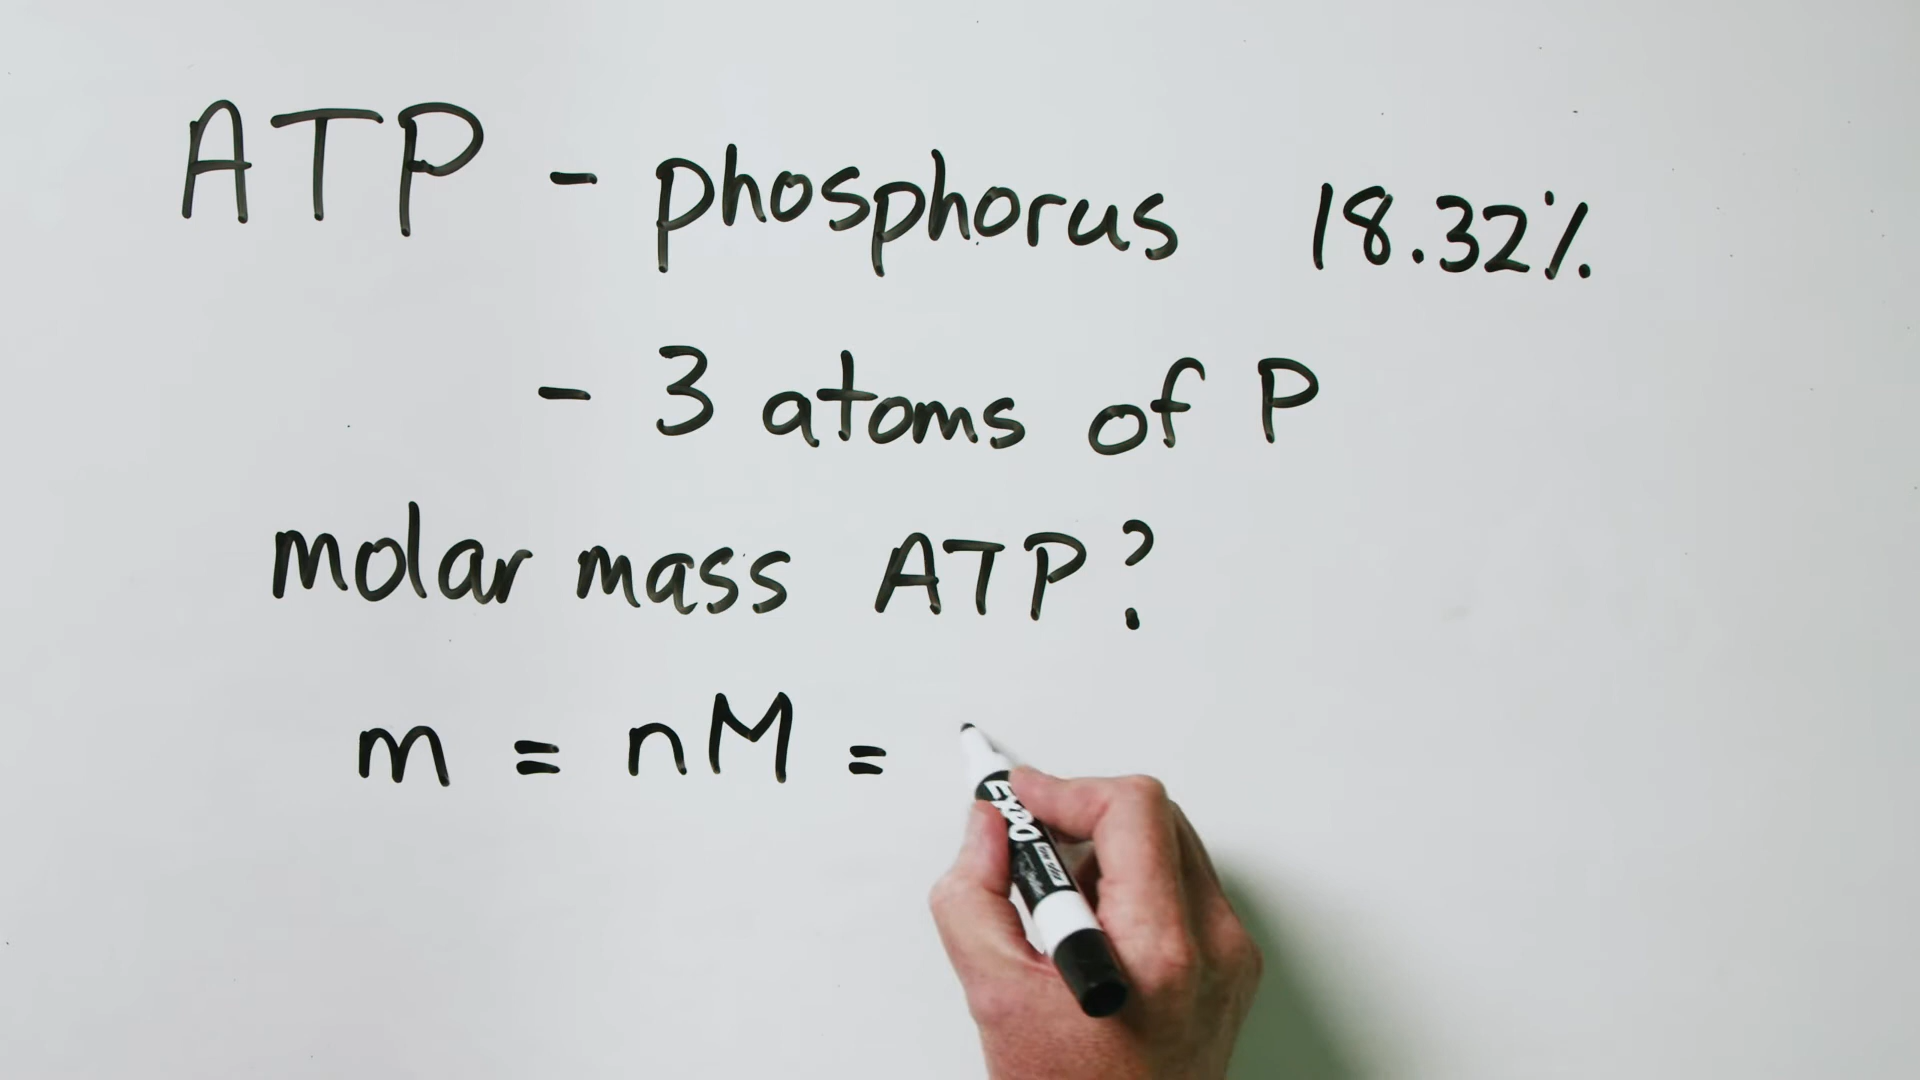 ATP - phosphorus 18.32%
- 3 atoms of P
molar mass ATP?
m = nM =
EXPO